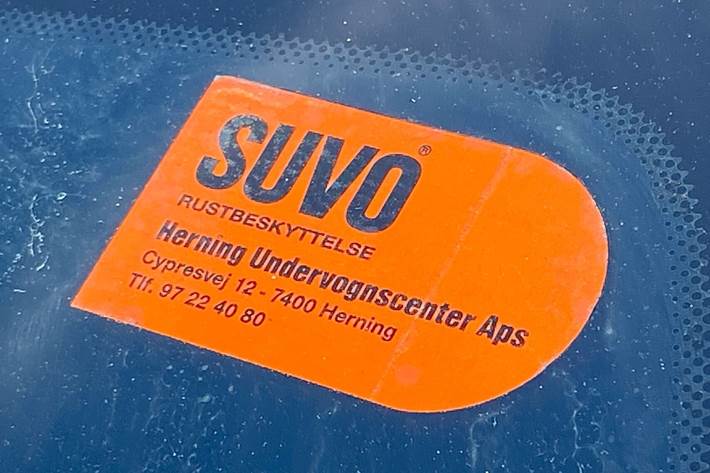 SUVO®
RUSTBESKYTTELSE
Herning Undervognscenter Aps
Cypresvej 12 - 7400 Herning
Tlf. 97 22 40 80